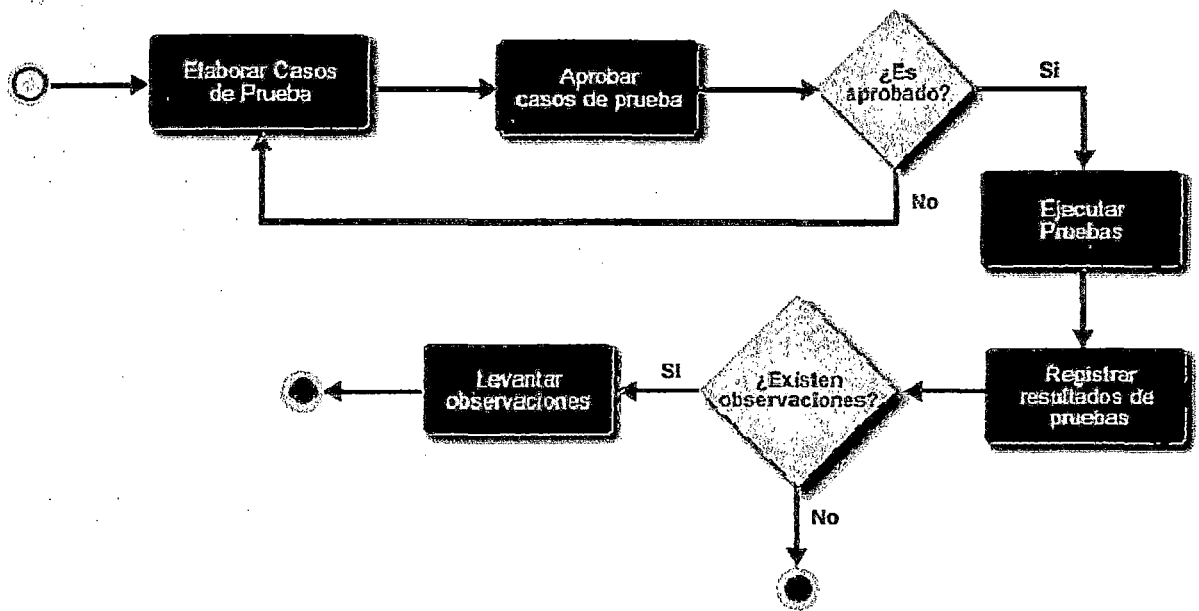 Elaborar Casos
de Prueba
Aprobar
casos de prueba
¿Es
aprobado?
Si
No
Ejecutar
Pruebas
Registrar
resultados de
pruebas
¿Existen
observaciones?
SI
Levantar
observaciones
No